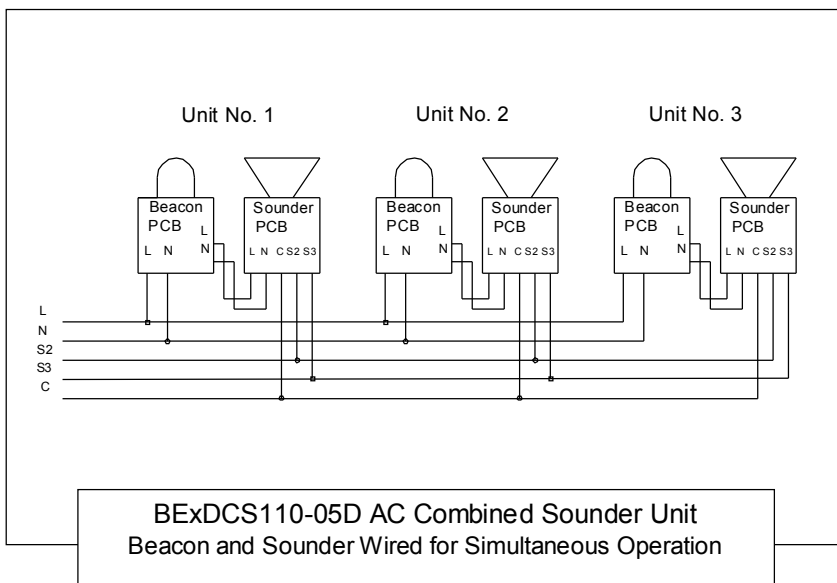 Unit No. 1 Unit No. 2 Unit No. 3
Beacon PCB L N L N
Sounder PCB L N C S2 S3
Beacon PCB L N L N
Sounder PCB L N C S2 S3
Beacon PCB L N L N
Sounder PCB L N C S2 S3
L
N
S2
S3
C
BExDCS110-05D AC Combined Sounder Unit
Beacon and Sounder Wired for Simultaneous Operation